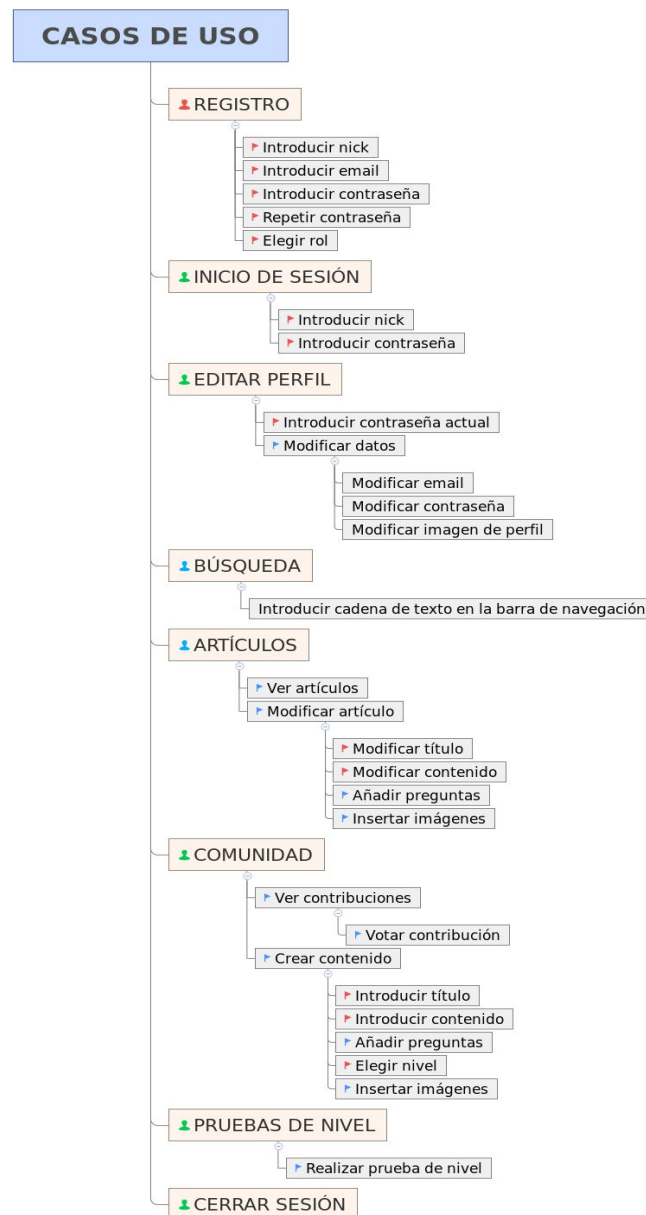 CASOS DE USO
REGISTRO
Introducir nick
Introducir email
Introducir contraseña
Repetir contraseña
Elegir rol
INICIO DE SESIÓN
Introducir nick
Introducir contraseña
EDITAR PERFIL
Introducir contraseña actual
Modificar datos
Modificar email
Modificar contraseña
Modificar imagen de perfil
BÚSQUEDA
Introducir cadena de texto en la barra de navegación
ARTÍCULOS
Ver artículos
Modificar artículo
Modificar título
Modificar contenido
Añadir preguntas
Insertar imágenes
COMUNIDAD
Ver contribuciones
Votar contribución
Crear contenido
Introducir título
Introducir contenido
Añadir preguntas
Elegir nivel
Insertar imágenes
PRUEBAS DE NIVEL
Realizar prueba de nivel
CERRAR SESIÓN